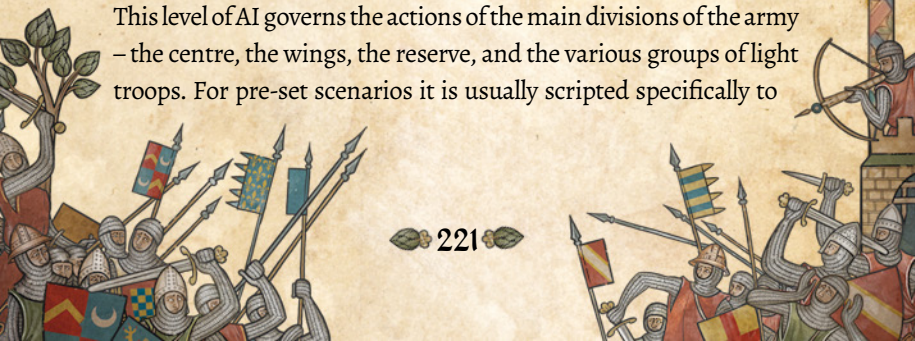 This level of AI governs the actions of the main divisions of the army
– the centre, the wings, the reserve, and the various groups of light
troops. For pre-set scenarios it is usually scripted specifically to
221